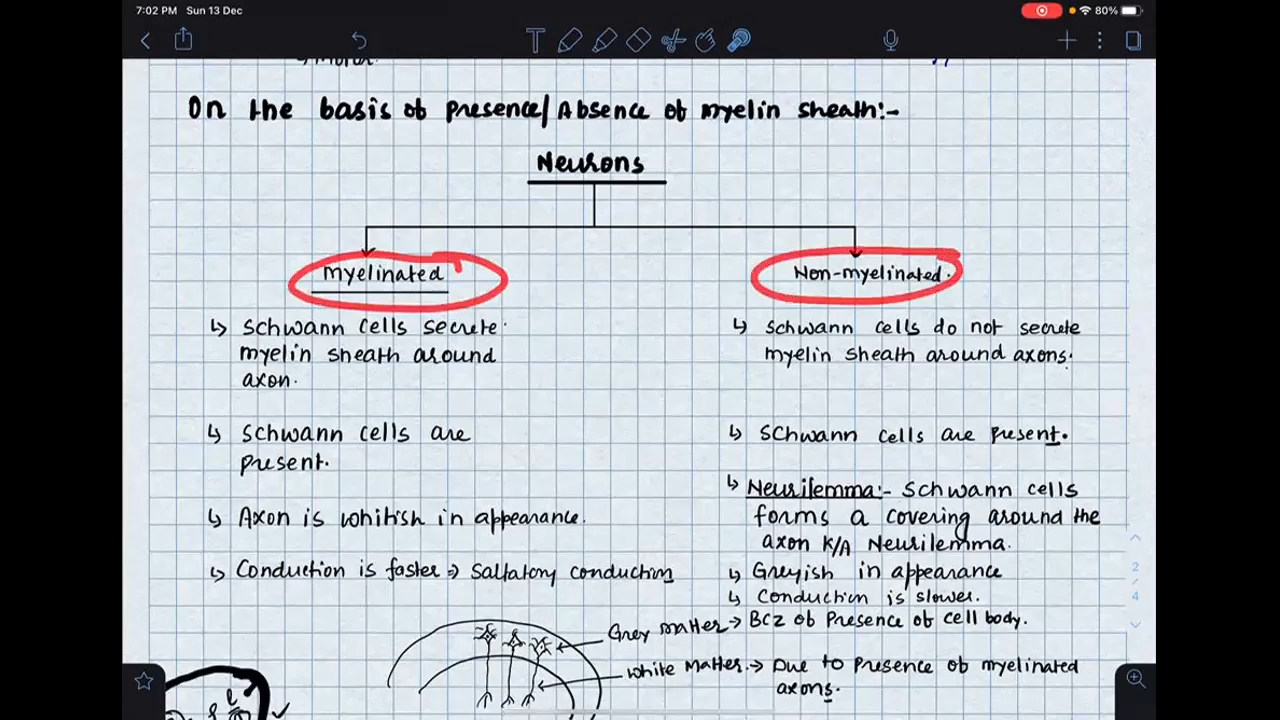 7:02 PM Sun 13 Dec
80%
On the basis of presence/Absence of myelin sheath:-
Neurons
myelinated
Non-myelinated.
↳ Schwann cells secrete
myelin sheath around
axon.
↳ Schwann cells are
present.
↳ Axon is whitish in appearance.
↳ Conduction is faster => Saltatory conduction
↳ Schwann cells do not secrete
myelin sheath around axons.
↳ Schwann cells are present.
↳ Neurilemma:- Schwann cells
forms a covering around the
axon K/A Neurilemma.
↳ Greyish in appearance
↳ Conduction is slower.
Grey matter → Bcz of Presence of cell body.
White Matter. → Due to Presence of myelinated
axons.
2
/
4